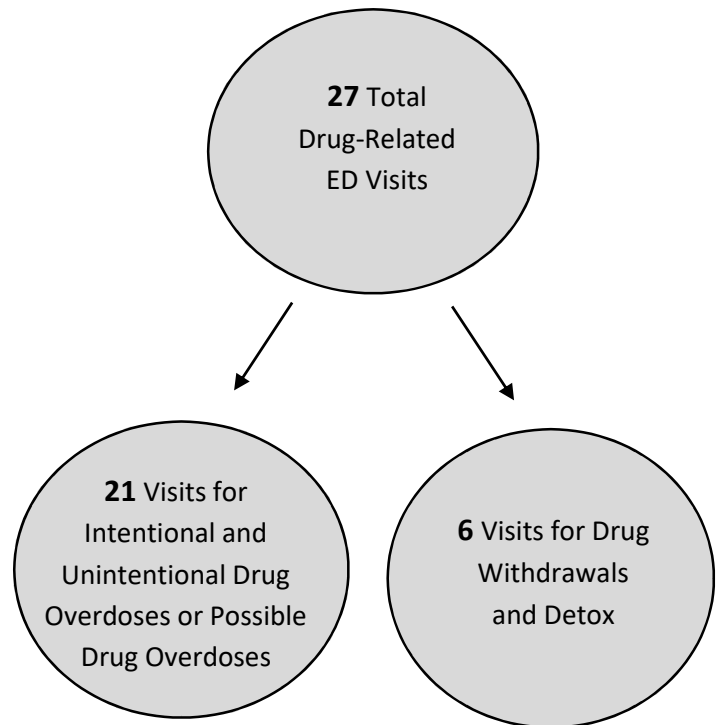 27 Total
Drug-Related
ED Visits
21 Visits for
Intentional and
Unintentional Drug
Overdoses or Possible
Drug Overdoses
6 Visits for Drug
Withdrawals
and Detox